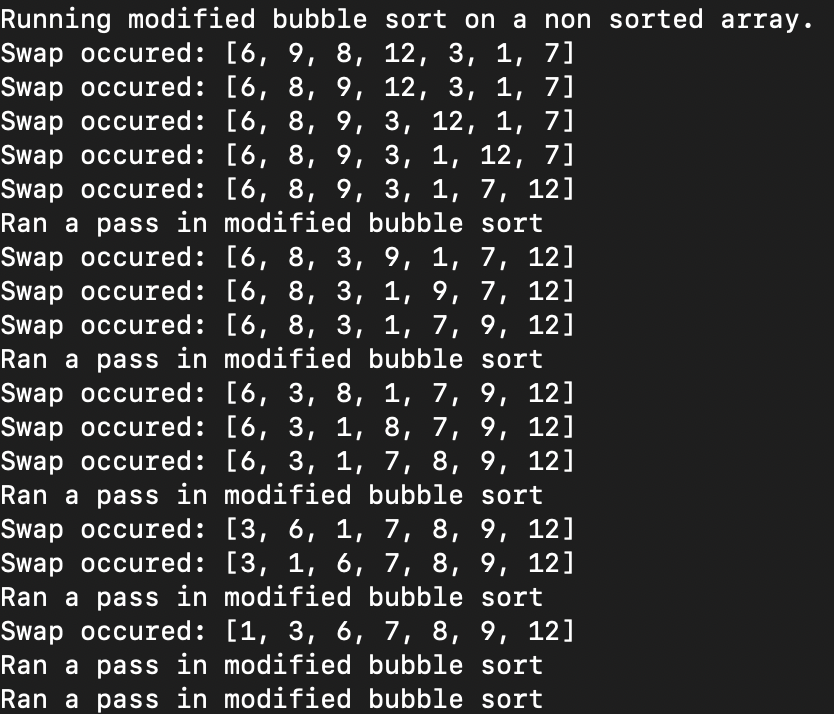 Running modified bubble sort on a non sorted array.
Swap occured: [6, 9, 8, 12, 3, 1, 7]
Swap occured: [6, 8, 9, 12, 3, 1, 7]
Swap occured: [6, 8, 9, 3, 12, 1, 7]
Swap occured: [6, 8, 9, 3, 1, 12, 7]
Swap occured: [6, 8, 9, 3, 1, 7, 12]
Ran a pass in modified bubble sort
Swap occured: [6, 8, 3, 9, 1, 7, 12]
Swap occured: [6, 8, 3, 1, 9, 7, 12]
Swap occured: [6, 8, 3, 1, 7, 9, 12]
Ran a pass in modified bubble sort
Swap occured: [6, 3, 8, 1, 7, 9, 12]
Swap occured: [6, 3, 1, 8, 7, 9, 12]
Swap occured: [6, 3, 1, 7, 8, 9, 12]
Ran a pass in modified bubble sort
Swap occured: [3, 6, 1, 7, 8, 9, 12]
Swap occured: [3, 1, 6, 7, 8, 9, 12]
Ran a pass in modified bubble sort
Swap occured: [1, 3, 6, 7, 8, 9, 12]
Ran a pass in modified bubble sort
Ran a pass in modified bubble sort